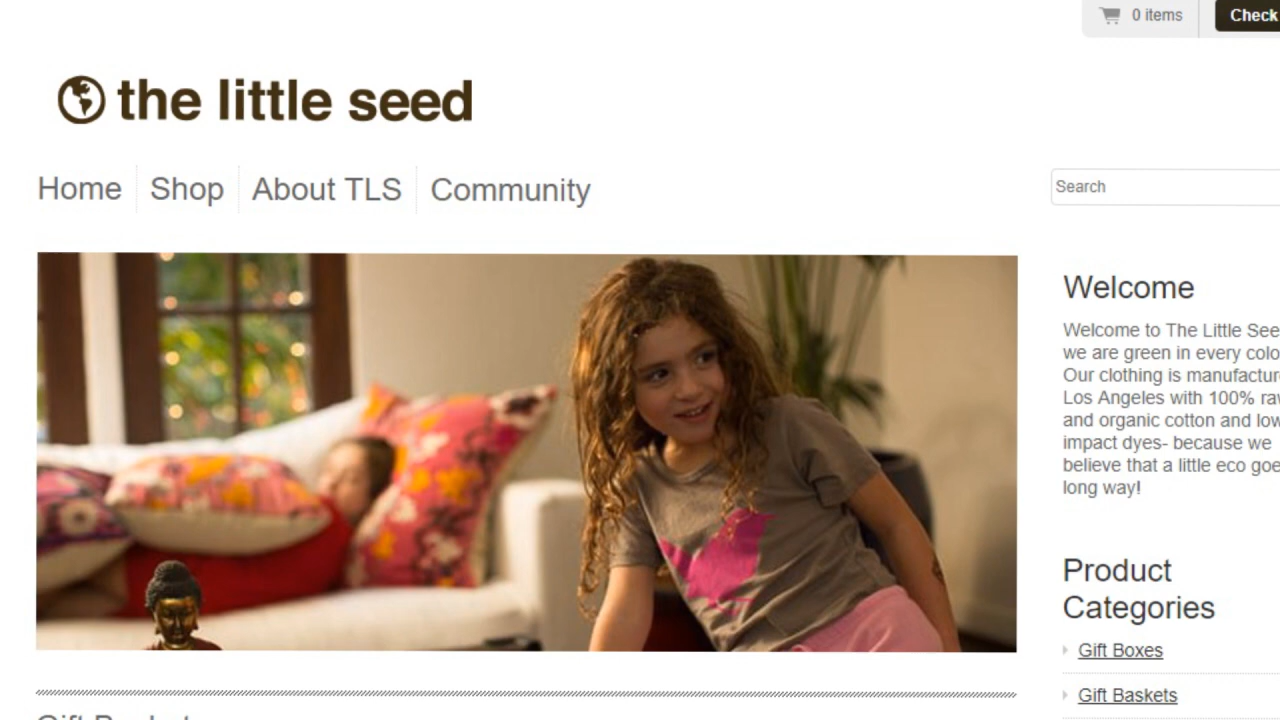 0 items
Check
the little seed
Home
Shop
About TLS
Community
Search
Welcome
Welcome to The Little See
we are green in every colo
Our clothing is manufactur
Los Angeles with 100% ra
and organic cotton and low
impact dyes- because we
believe that a little eco goe
long way!
Product
Categories
Gift Boxes
Gift Baskets